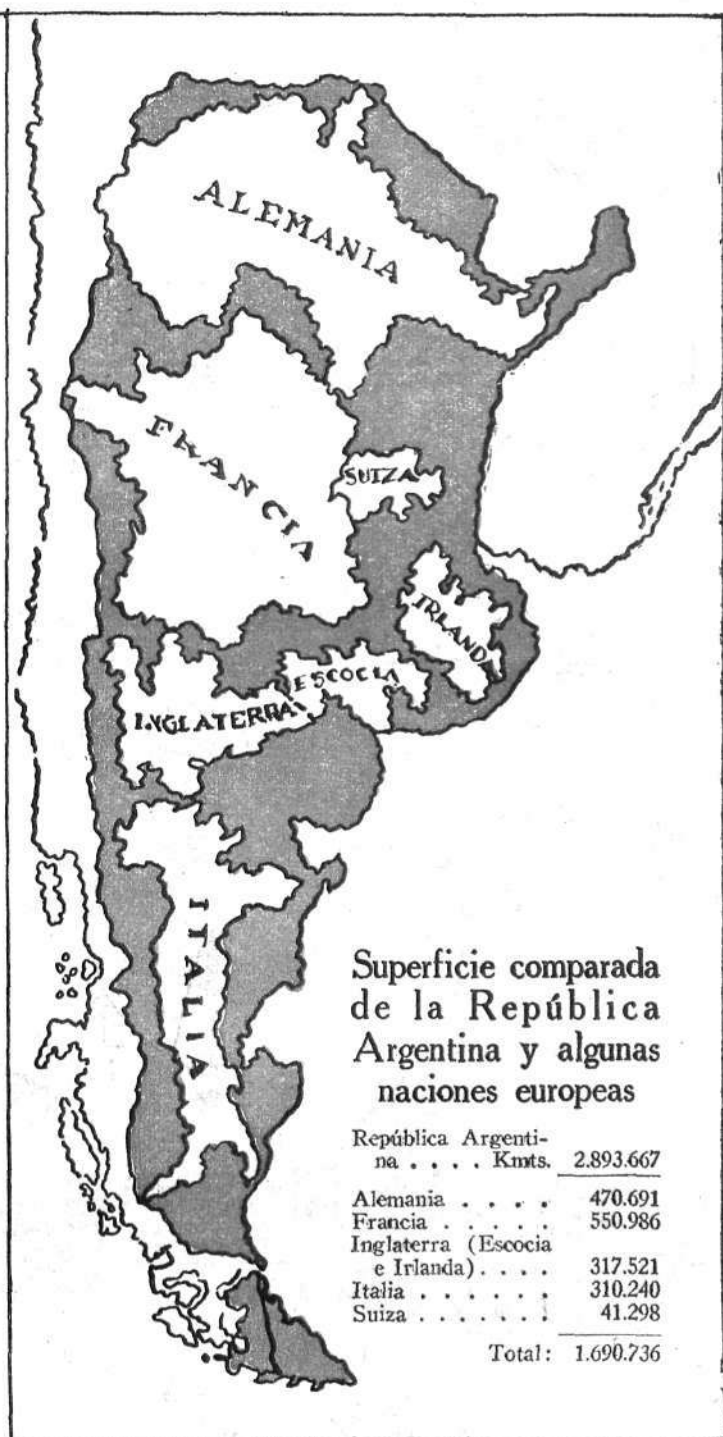 ALEMANIA
FRANCIA
SUIZA
IRLANDA
ESCOCIA
INGLATERRA
ITALIA
Superficie comparada
de la República
Argentina y algunas
naciones europeas
República Argenti-
na . . . . Kmts. 2.893.667
Alemania . . . . . 470.691
Francia . . . . . . 550.986
Inglaterra (Escocia
e Irlanda) . . . . 317.521
Italia . . . . . . 310.240
Suiza . . . . . . . 41.298
Total: 1.690.736